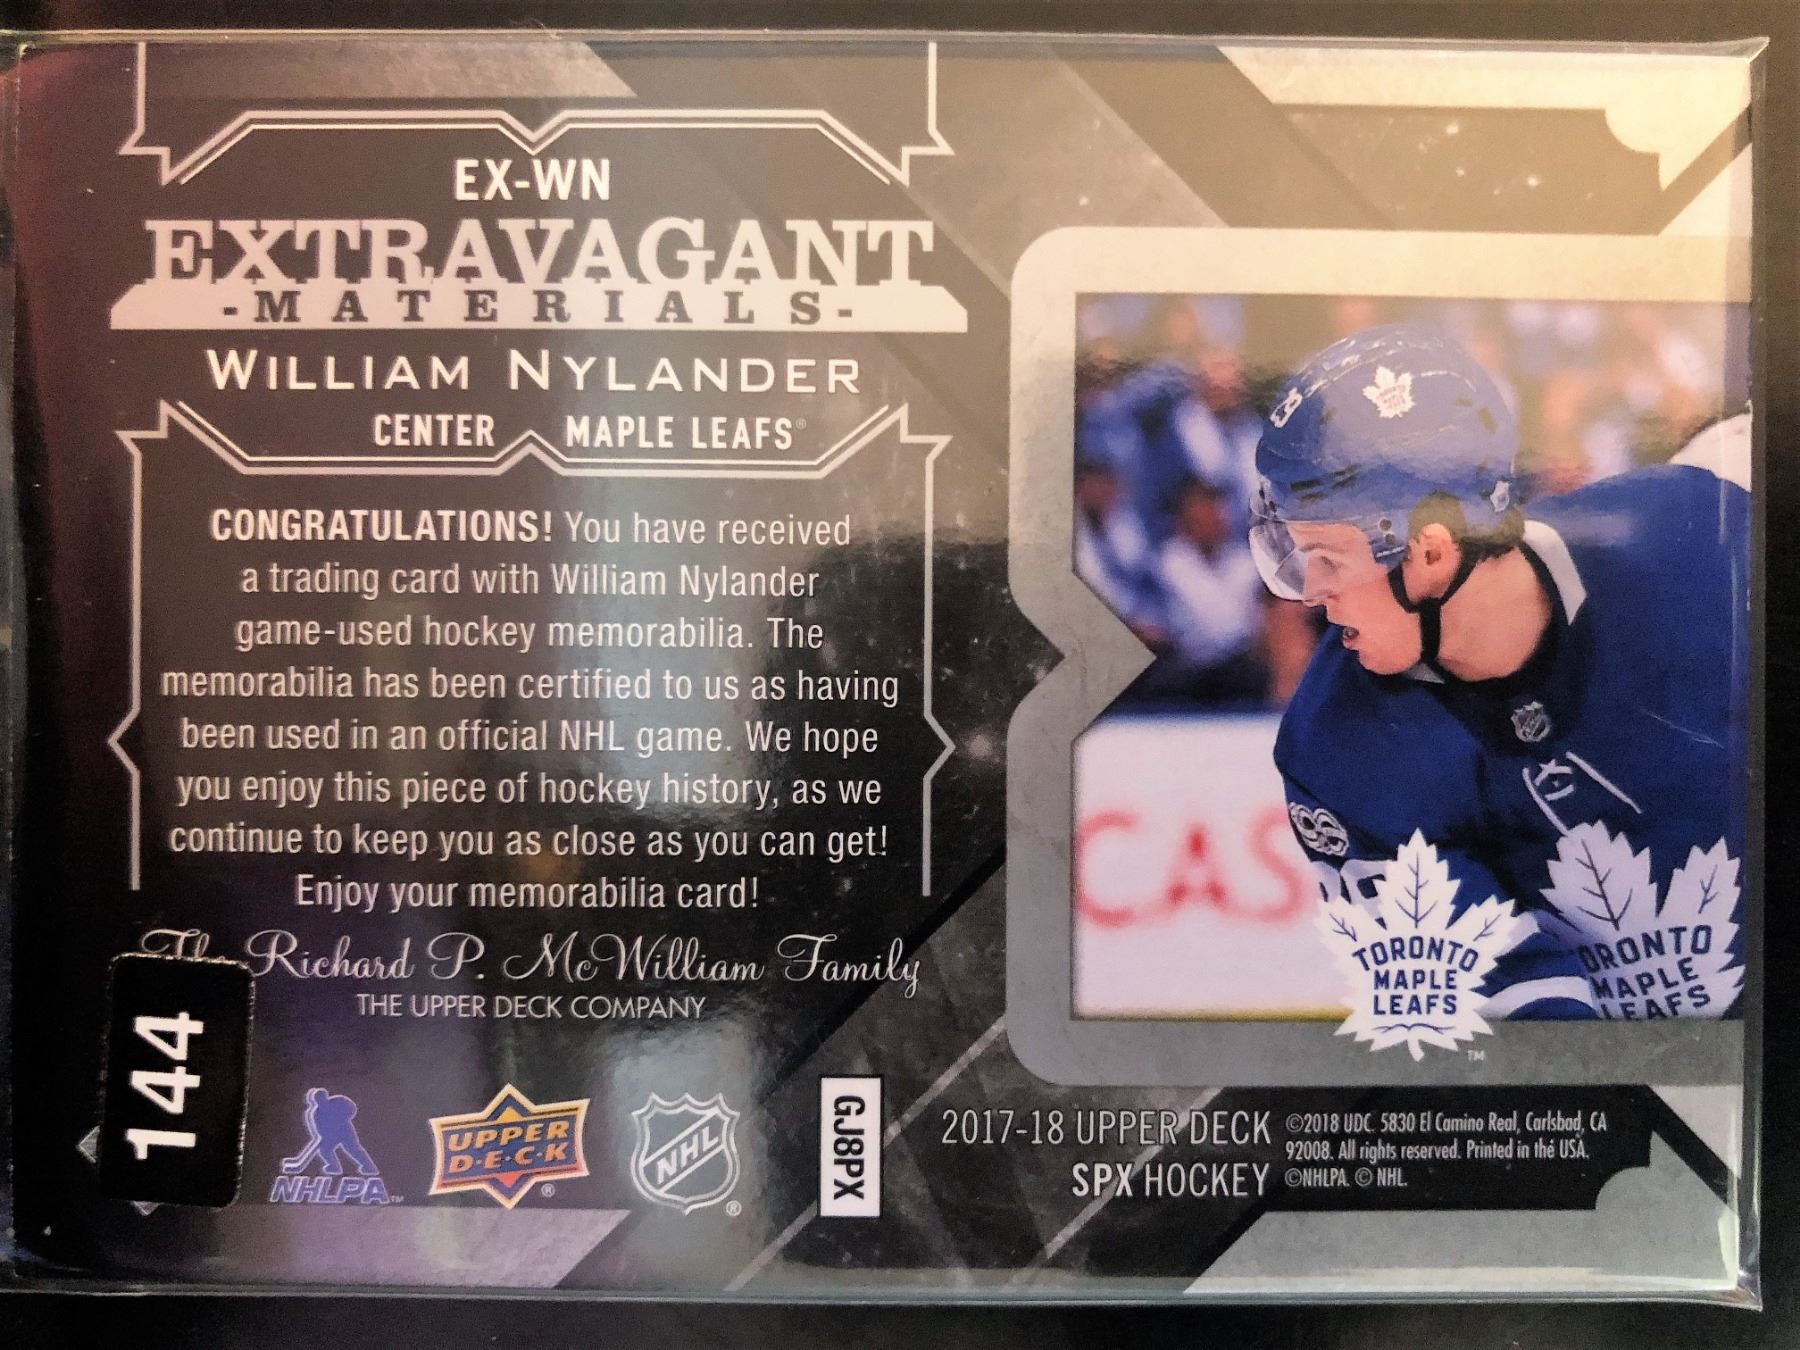 EX-WN
EXTRAVAGANT
-MATERIALS-
WILLIAM NYLANDER
CENTER MAPLE LEAFS®
CONGRATULATIONS! You have received
a trading card with William Nylander
game-used hockey memorabilia. The
memorabilia has been certified to us as having
been used in an official NHL game. We hope
you enjoy this piece of hockey history, as we
continue to keep you as close as you can get!
Enjoy your memorabilia card!
The Richard P. McWilliam Family
THE UPPER DECK COMPANY
144
NHLPA™
UPPER
D·E·C·K
®
NHL
®
GJ8PX
2017-18 UPPER DECK
SPX HOCKEY
©2018 UDC. 5830 El Camino Real, Carlsbad, CA
92008. All rights reserved. Printed in the USA.
©NHLPA. © NHL.
CAS
TORONTO
MAPLE
LEAFS
™
ORONTO
MAPLE
LEAFS